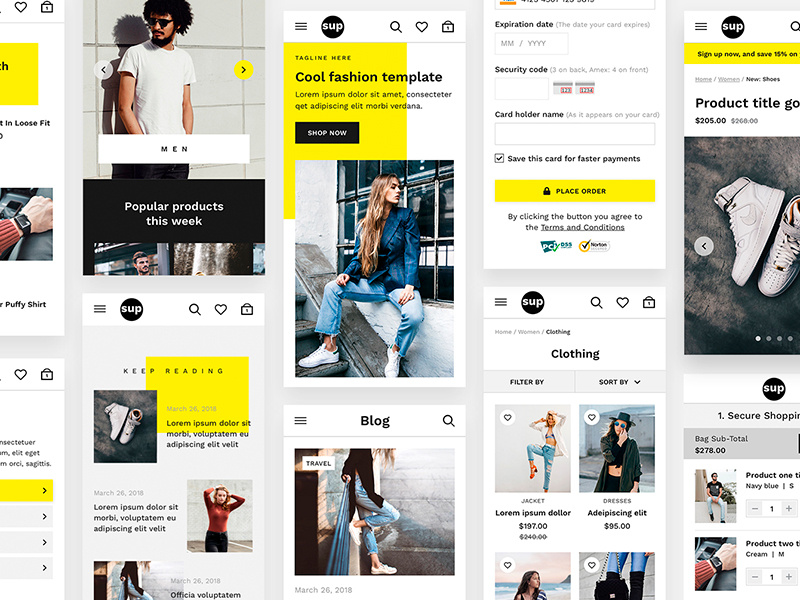 th
t In Loose Fit
r Puffy Shirt
nsectetuer
m, elit eget
m orci, sagittis.
MEN
Popular products
this week
sup
KEEP READING
March 26, 2018
Lorem ipsum dolor sit
morbi, voluptatem eu
adipiscing elit velit
March 26, 2018
Lorem ipsum dolor sit
morbi, voluptatem eu
adipiscing elit velit
March 26, 2018
Officia voluptatem
sup
TAGLINE HERE
Cool fashion template
Lorem ipsum dolor sit amet, consecteter
qet adipiscing elit morbi verdana.
SHOP NOW
Blog
TRAVEL
March 26, 2018
Expiration date (The date your card expires)
MM / YYYY
Security code (3 on back, Amex: 4 on front)
123 1234
Card holder name (As it appears on your card)
Save this card for faster payments
PLACE ORDER
By clicking the button you agree to
the Terms and Conditions
PCI DSS Norton
sup
Home / Women / Clothing
Clothing
FILTER BY SORT BY
JACKET
Lorem ipsum dollor
$197.00
$240.00
DRESSES
Adeipiscing elit
$95.00
sup
Sign up now, and save 15% on
Home / Women / New: Shoes
Product title go
$205.00 $268.00
sup
1. Secure Shoppin
Bag Sub-Total
$278.00
Product one ti
Navy blue | S
1
Product two ti
Cream | M
1